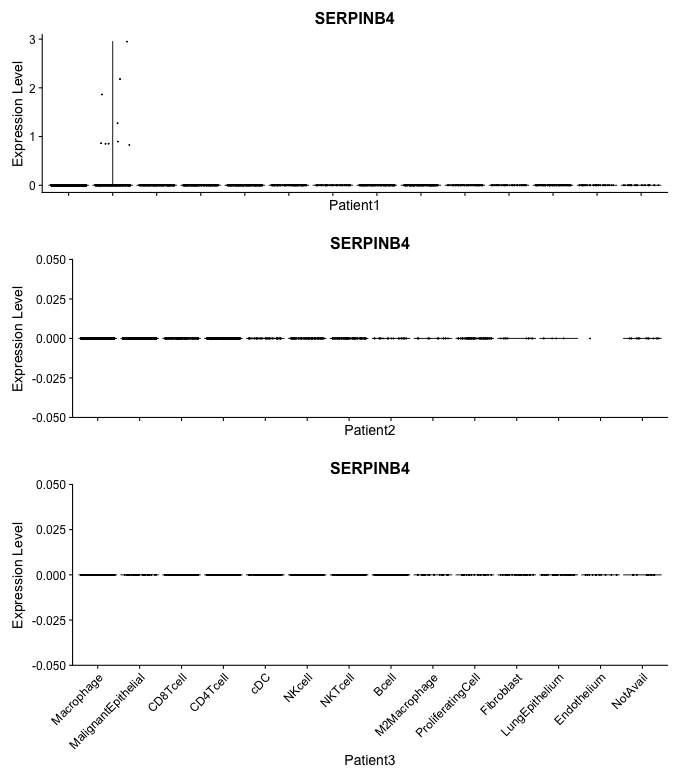 SERPINB4
3
2
1
0
Expression Level
Patient1
SERPINB4
0.050
0.025
0.000
-0.025
-0.050
Expression Level
Patient2
SERPINB4
0.050
0.025
0.000
-0.025
-0.050
Expression Level
Macrophage
MalignantEpithelial
CD8Tcell
CD4Tcell
cDC
NKcell
NKTcell
Bcell
M2Macrophage
ProliferatingCell
Fibroblast
LungEpithelium
Endothelium
NotAvail
Patient3